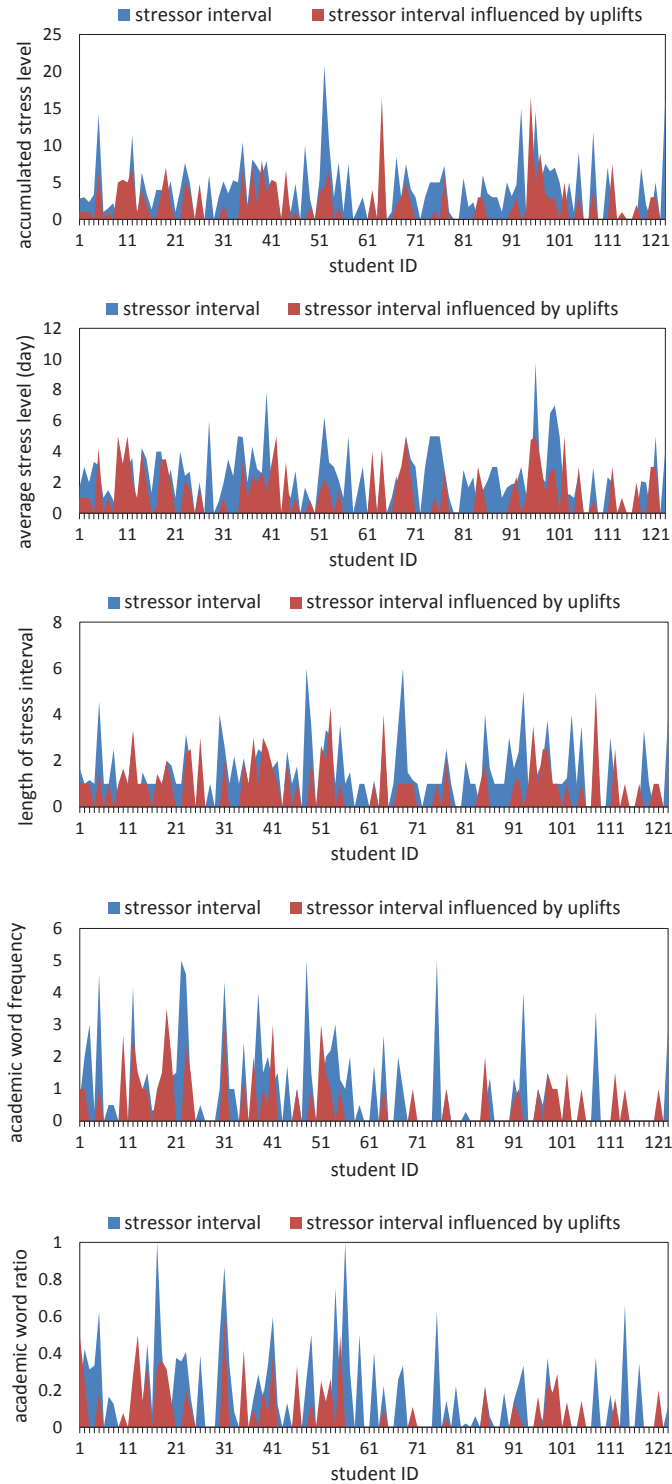 stressor interval stressor interval influenced by uplifts
accumulated stress level
25
20
15
10
5
0
1 11 21 31 41 51 61 71 81 91 101 111 121
student ID
stressor interval stressor interval influenced by uplifts
average stress level (day)
12
10
8
6
4
2
0
1 11 21 31 41 51 61 71 81 91 101 111 121
student ID
stressor interval stressor interval influenced by uplifts
length of stress interval
8
6
4
2
0
1 11 21 31 41 51 61 71 81 91 101 111 121
student ID
stressor interval stressor interval influenced by uplifts
academic word frequency
6
5
4
3
2
1
0
1 11 21 31 41 51 61 71 81 91 101 111 121
student ID
stressor interval stressor interval influenced by uplifts
academic word ratio
1
0.8
0.6
0.4
0.2
0
1 11 21 31 41 51 61 71 81 91 101 111 121
student ID